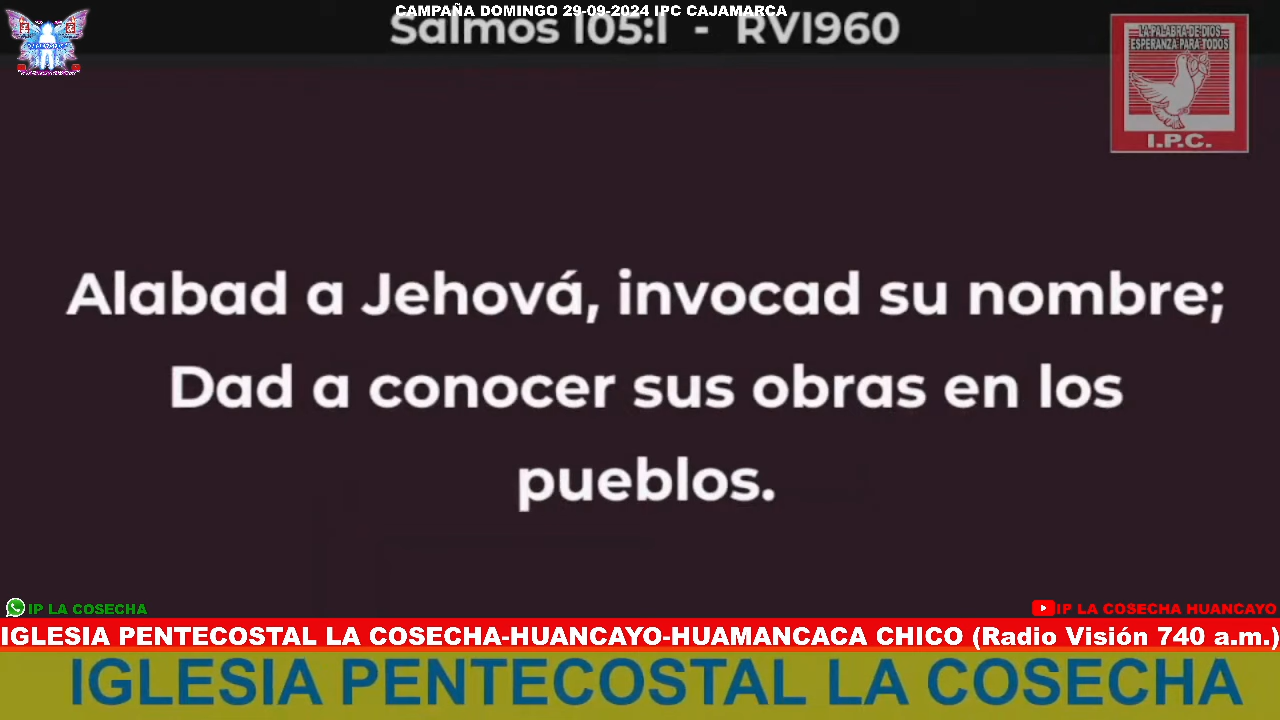 CAMPAÑA DOMINGO 29-09-2024 IPC CAJAMARCA
Salmos 105:1 - RV1960
LA PALABRA DE DIOS
ESPERANZA PARA TODOS
I.P.C.
Alabad a Jehová, invocad su nombre;
Dad a conocer sus obras en los
pueblos.
IP LA COSECHA
IP LA COSECHA HUANCAYO
IGLESIA PENTECOSTAL LA COSECHA-HUANCAYO-HUAMANCACA CHICO (Radio Visión 740 a.m.)
IGLESIA PENTECOSTAL LA COSECHA